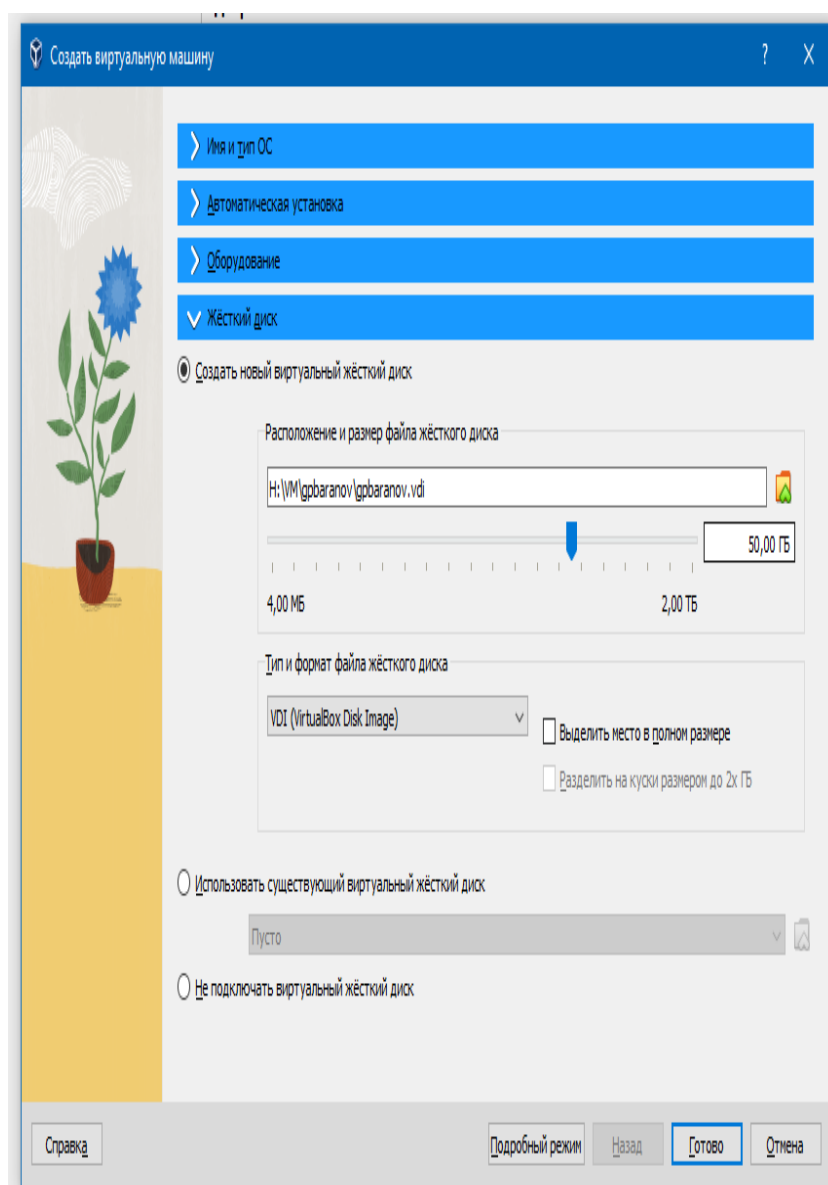 Создать виртуальную машину
?
X
Имя и тип ОС
Автоматическая установка
Оборудование
Жёсткий диск
Создать новый виртуальный жёсткий диск
Расположение и размер файла жёсткого диска
H:\VM\gpbaranov\gpbaranov.vdi
50,00 ГБ
4,00 МБ
2,00 ТБ
Тип и формат файла жёсткого диска
VDI (VirtualBox Disk Image)
Выделить место в полном размере
Разделить на куски размером до 2х ГБ
Использовать существующий виртуальный жёсткий диск
Пусто
Не подключать виртуальный жёсткий диск
Справка
Подробный режим
Назад
Готово
Отмена